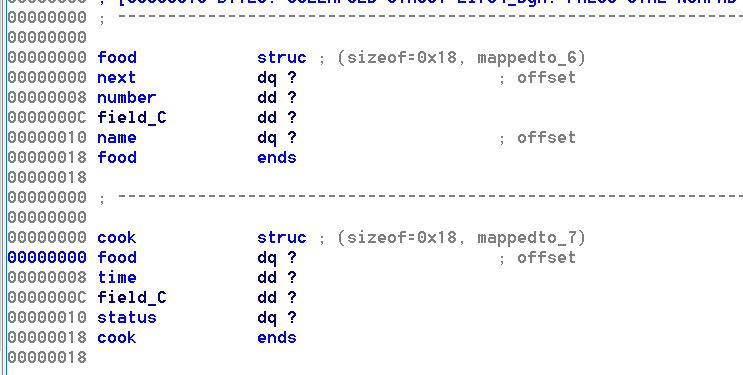 00000000 ; ----------------------------------------------------------------
00000000
00000000 food struc ; (sizeof=0x18, mappedto_6)
00000000 next dq ? ; offset
00000008 number dd ?
0000000C field_C dd ?
00000010 name dq ? ; offset
00000018 food ends
00000018
00000000 ; ----------------------------------------------------------------
00000000
00000000 cook struc ; (sizeof=0x18, mappedto_7)
00000000 food dq ? ; offset
00000008 time dd ?
0000000C field_C dd ?
00000010 status dq ?
00000018 cook ends
00000018